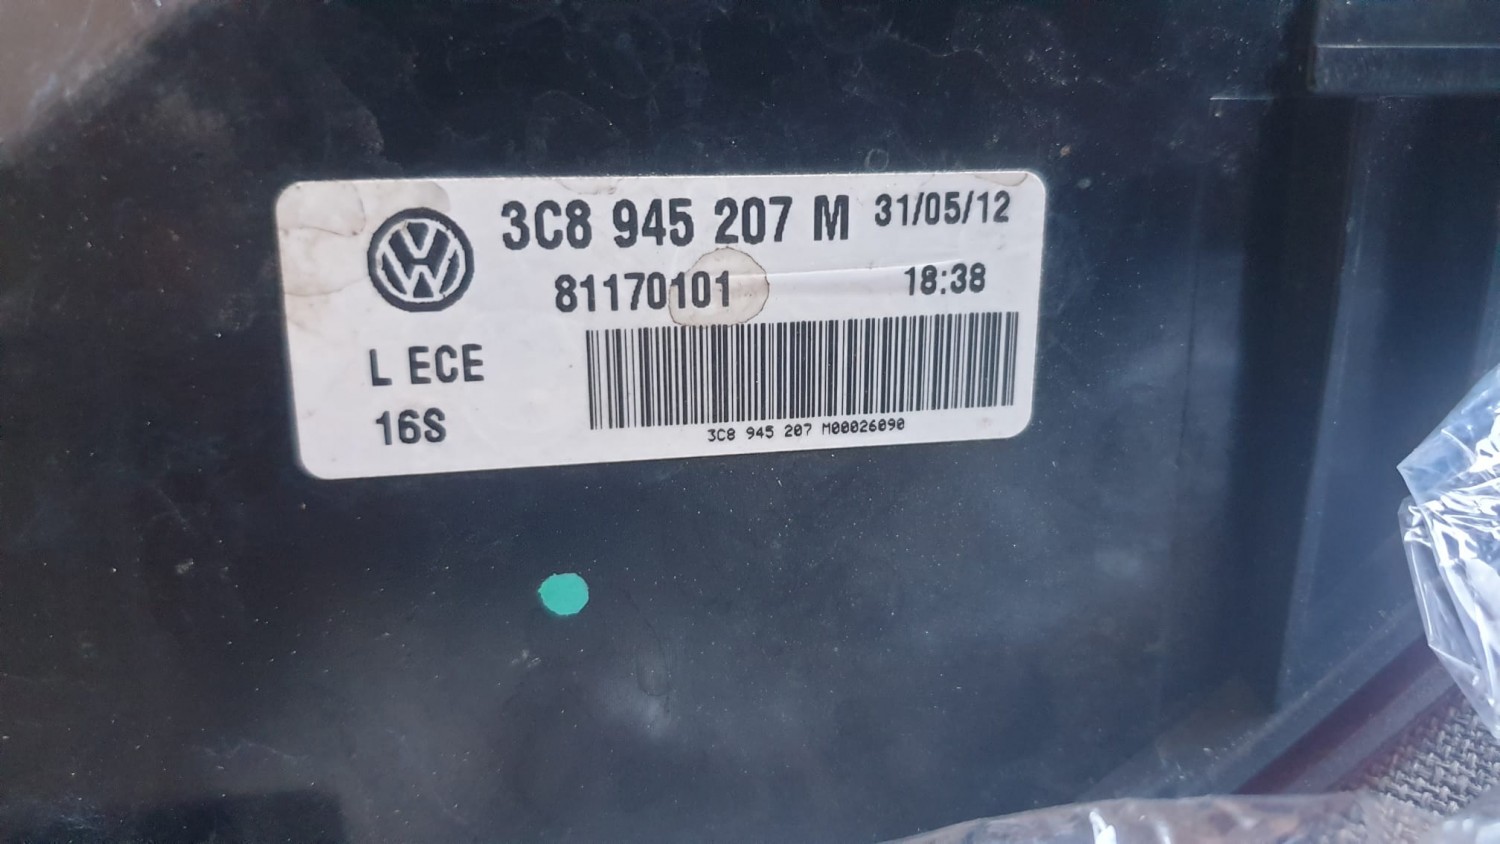 3C8 945 207 M 31/05/12
81170101 18:38
L ECE
16S
3C8 945 207 M00026090